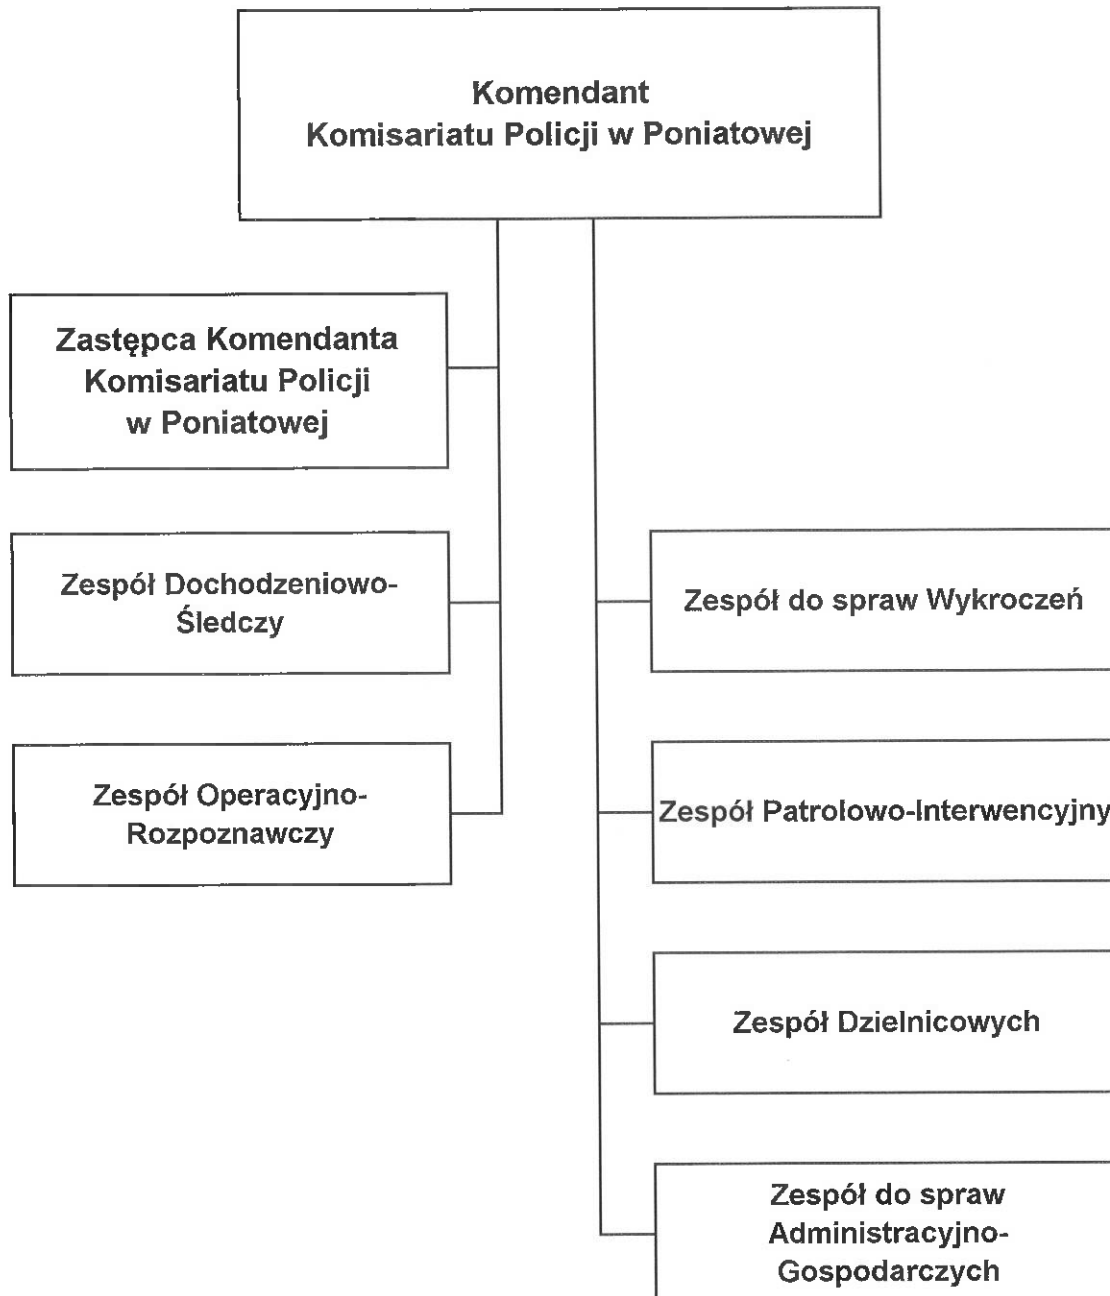 Komendant
Komisariatu Policji w Poniatowej
Zastępca Komendanta
Komisariatu Policji
w Poniatowej
Zespół Dochodzeniowo-
Śledczy
Zespół Operacyjno-
Rozpoznawczy
Zespół do spraw Wykroczeń
Zespół Patrolowo-Interwencyjny
Zespół Dzielnicowych
Zespół do spraw
Administracyjno-
Gospodarczych